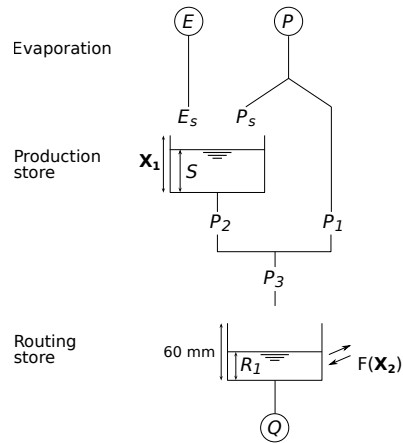 E P
Evaporation
Es Ps
Production
store
X1 S
P2 P1
P3
Routing
store
60 mm R1 F(X2)
Q